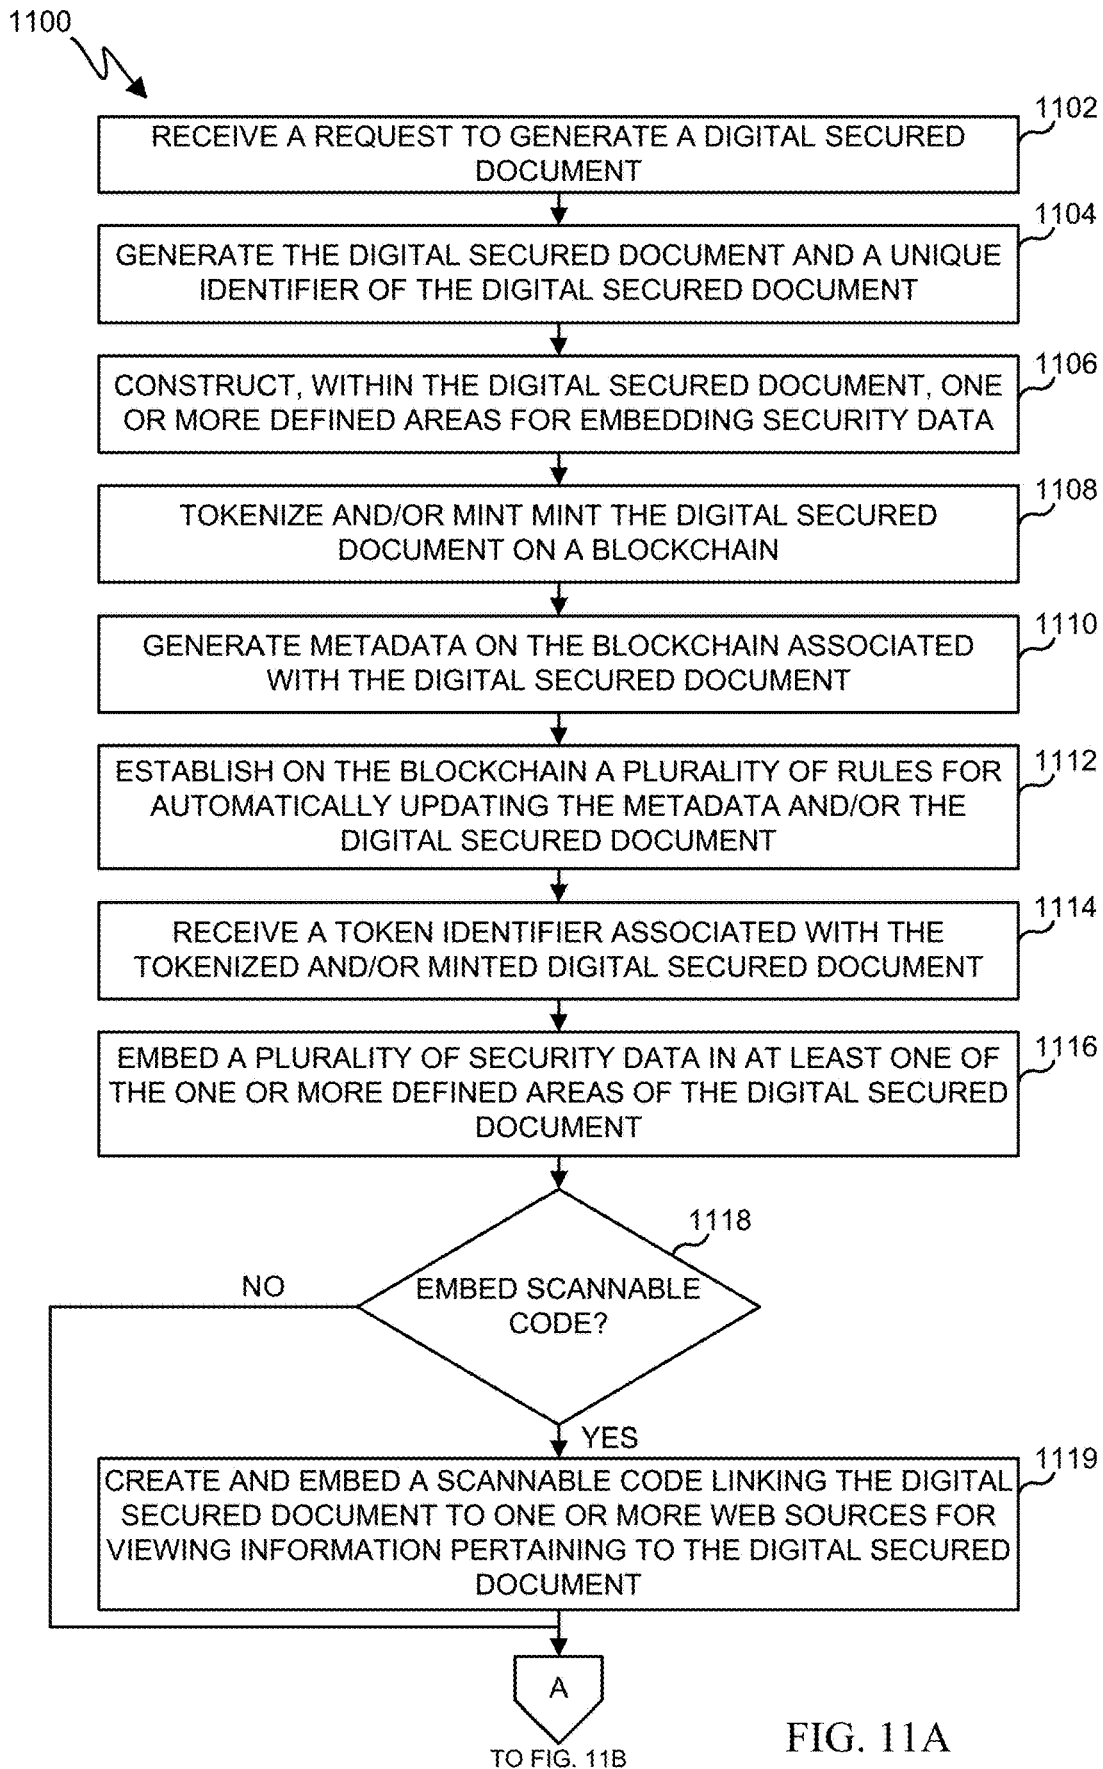 1100
1102
RECEIVE A REQUEST TO GENERATE A DIGITAL SECURED
DOCUMENT
1104
GENERATE THE DIGITAL SECURED DOCUMENT AND A UNIQUE
IDENTIFIER OF THE DIGITAL SECURED DOCUMENT
1106
CONSTRUCT, WITHIN THE DIGITAL SECURED DOCUMENT, ONE
OR MORE DEFINED AREAS FOR EMBEDDING SECURITY DATA
1108
TOKENIZE AND/OR MINT MINT THE DIGITAL SECURED
DOCUMENT ON A BLOCKCHAIN
1110
GENERATE METADATA ON THE BLOCKCHAIN ASSOCIATED
WITH THE DIGITAL SECURED DOCUMENT
1112
ESTABLISH ON THE BLOCKCHAIN A PLURALITY OF RULES FOR
AUTOMATICALLY UPDATING THE METADATA AND/OR THE
DIGITAL SECURED DOCUMENT
1114
RECEIVE A TOKEN IDENTIFIER ASSOCIATED WITH THE
TOKENIZED AND/OR MINTED DIGITAL SECURED DOCUMENT
1116
EMBED A PLURALITY OF SECURITY DATA IN AT LEAST ONE OF
THE ONE OR MORE DEFINED AREAS OF THE DIGITAL SECURED
DOCUMENT
1118
EMBED SCANNABLE
CODE?
NO
YES
1119
CREATE AND EMBED A SCANNABLE CODE LINKING THE DIGITAL
SECURED DOCUMENT TO ONE OR MORE WEB SOURCES FOR
VIEWING INFORMATION PERTAINING TO THE DIGITAL SECURED
DOCUMENT
A
TO FIG. 11B
FIG. 11A